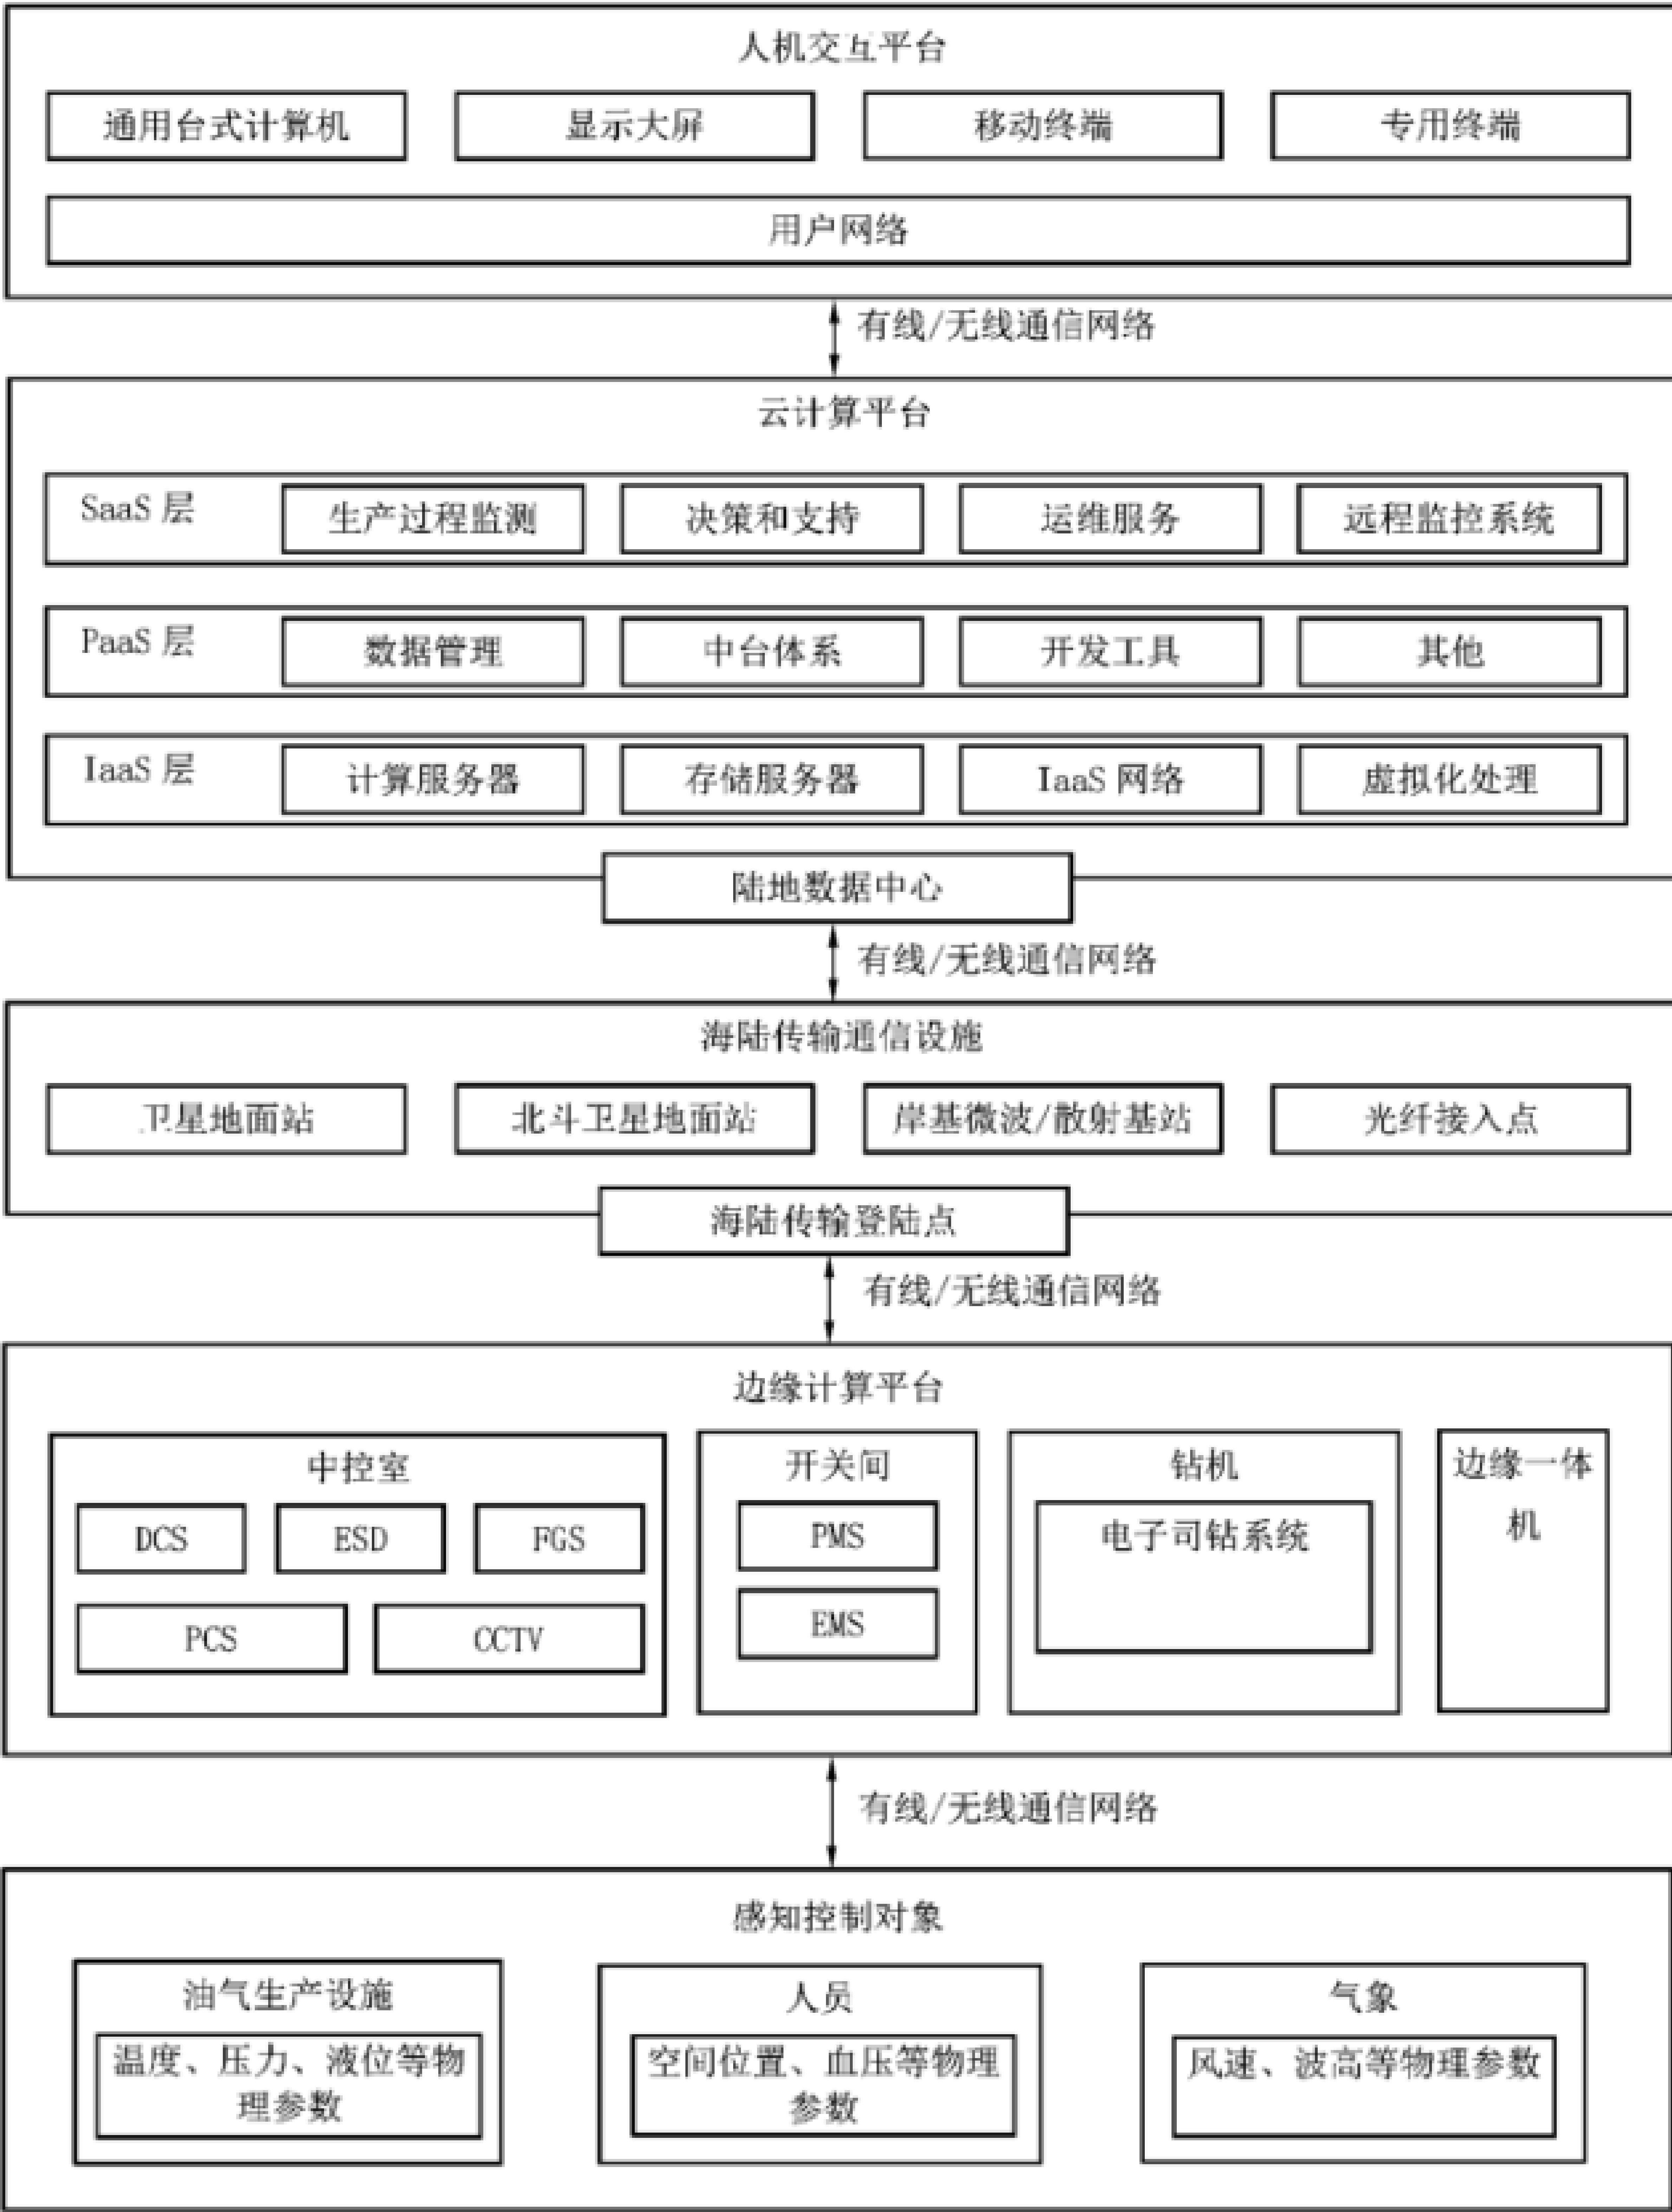 人机交互平台
通用台式计算机 显示大屏 移动终端 专用终端
用户网络
有线/无线通信网络
云计算平台
SaaS 层 生产过程监测 决策和支持 运维服务 远程监控系统
PaaS 层 数据管理 中台体系 开发工具 其他
IaaS 层 计算服务器 存储服务器 IaaS 网络 虚拟化处理
陆地数据中心
有线/无线通信网络
海陆传输通信设施
卫星地面站 北斗卫星地面站 岸基微波/散射基站 光纤接入点
海陆传输登陆点
有线/无线通信网络
边缘计算平台
中控室
DCS ESD FGS
PCS CCTV
开关间
PMS
EMS
钻机
电子司钻系统
边缘一体
机
有线/无线通信网络
感知控制对象
油气生产设施
温度、压力、液位等物
理参数
人员
空间位置、血压等物理
参数
气象
风速、波高等物理参数